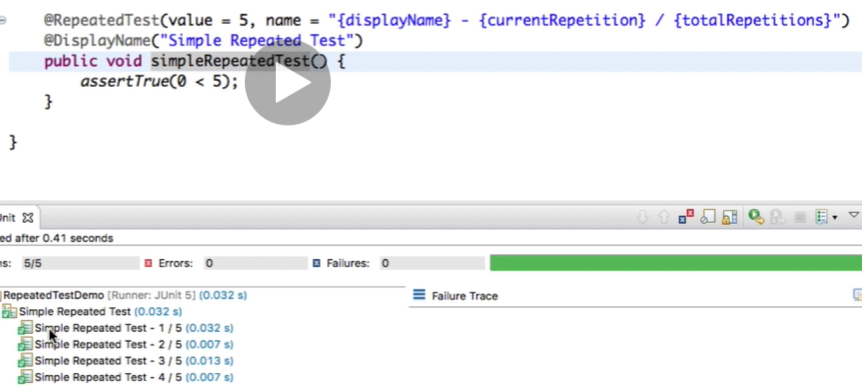 @RepeatedTest(value = 5, name = "{displayName} - {currentRepetition} / {totalRepetitions}")
@DisplayName("Simple Repeated Test")
public void simpleRepeatedTest() {
assertTrue(0 < 5);
}
}
nit
ed after 0.41 seconds
ns: 5/5 Errors: 0 Failures: 0
RepeatedTestDemo [Runner: JUnit 5] (0.032 s)
Failure Trace
Simple Repeated Test (0.032 s)
Simple Repeated Test - 1 / 5 (0.032 s)
Simple Repeated Test - 2 / 5 (0.007 s)
Simple Repeated Test - 3 / 5 (0.013 s)
Simple Repeated Test - 4 / 5 (0.007 s)